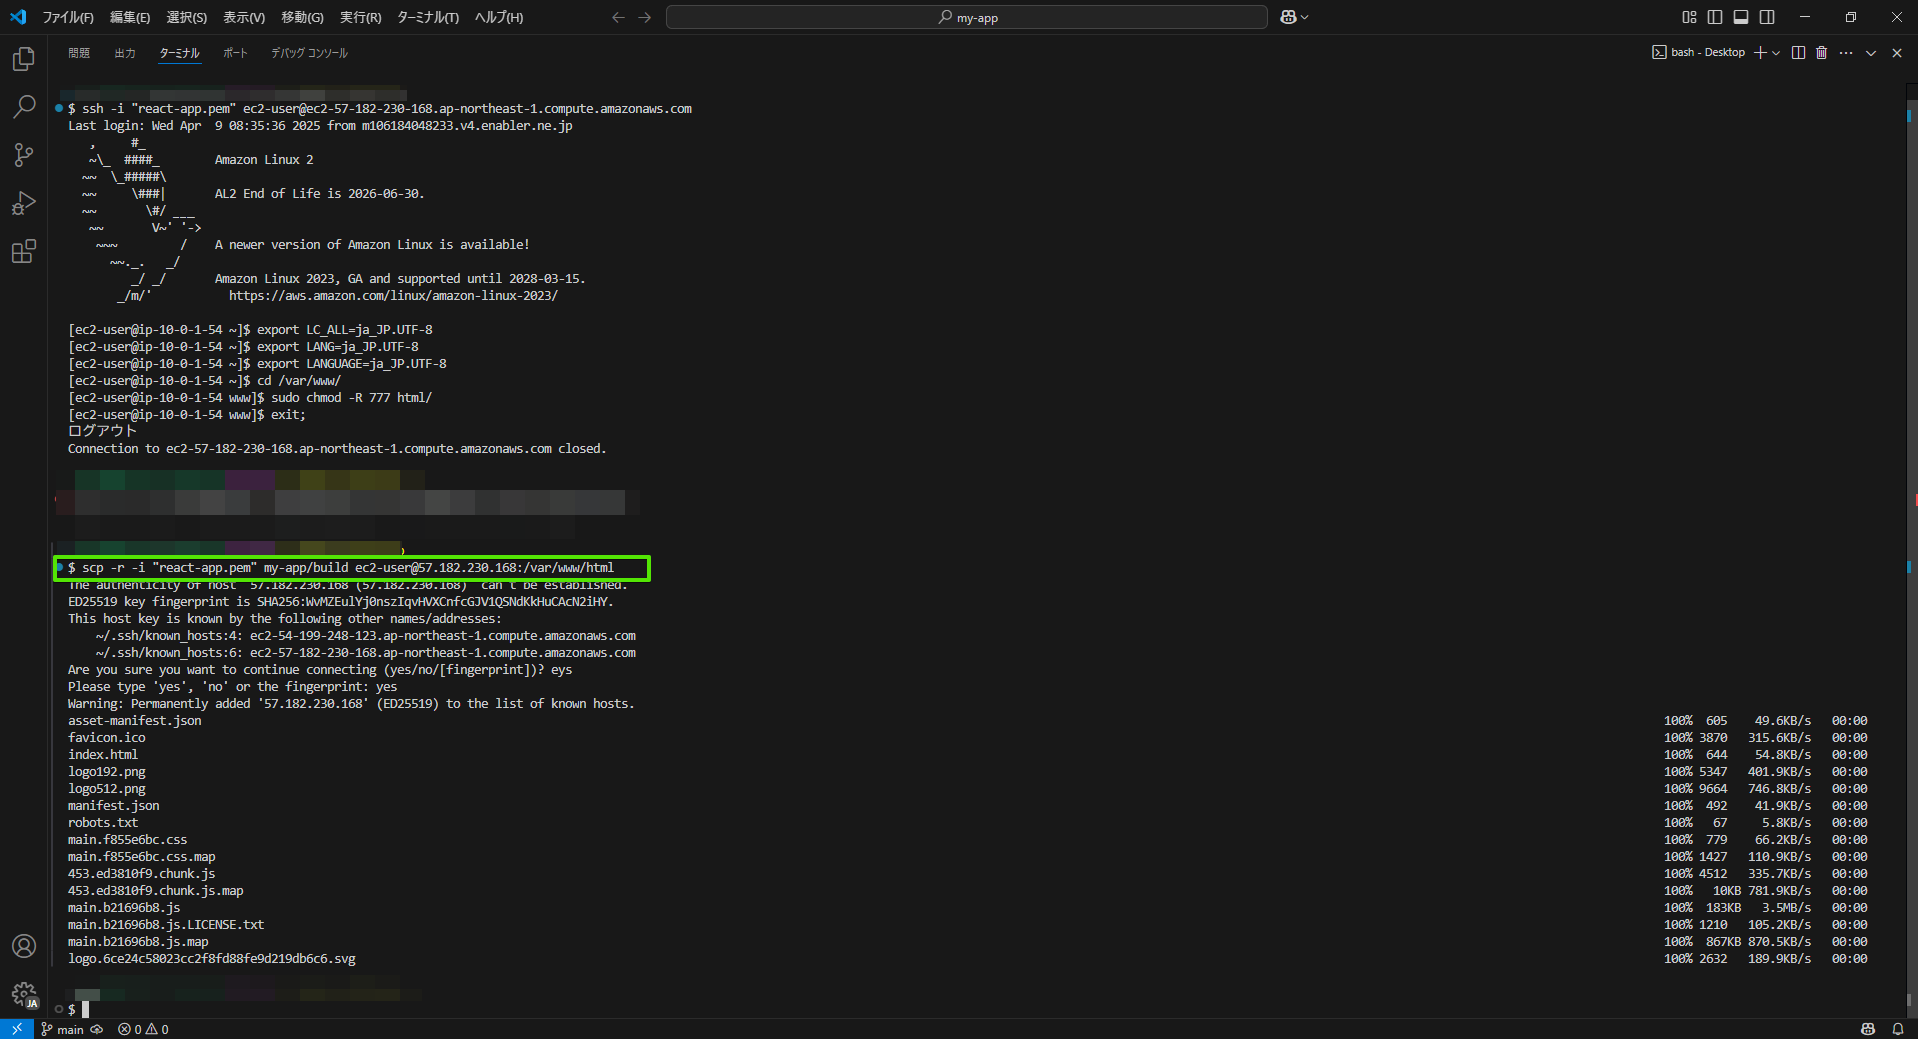 ファイル(F) 編集(E) 選択(S) 表示(V) 移動(G) 実行(R) ターミナル(T) ヘルプ(H) my-app
問題 出力 ターミナル ポート デバッグ コンソール bash - Desktop
$ ssh -i "react-app.pem" ec2-user@ec2-57-182-230-168.ap-northeast-1.compute.amazonaws.com
Last login: Wed Apr  9 08:35:36 2025 from m106184048233.v4.enabler.ne.jp
   ,     #_
   ~\_  ####_        Amazon Linux 2
  ~~  \_#####\
  ~~     \###|       AL2 End of Life is 2026-06-30.
  ~~       \#/ ___
   ~~       V~' '->
    ~~~         /    A newer version of Amazon Linux is available!
      ~~._.   _/
         _/ _/       Amazon Linux 2023, GA and supported until 2028-03-15.
       _/m/'           https://aws.amazon.com/linux/amazon-linux-2023/
[ec2-user@ip-10-0-1-54 ~]$ export LC_ALL=ja_JP.UTF-8
[ec2-user@ip-10-0-1-54 ~]$ export LANG=ja_JP.UTF-8
[ec2-user@ip-10-0-1-54 ~]$ export LANGUAGE=ja_JP.UTF-8
[ec2-user@ip-10-0-1-54 ~]$ cd /var/www/
[ec2-user@ip-10-0-1-54 www]$ sudo chmod -R 777 html/
[ec2-user@ip-10-0-1-54 www]$ exit;
ログアウト
Connection to ec2-57-182-230-168.ap-northeast-1.compute.amazonaws.com closed.
$ scp -r -i "react-app.pem" my-app/build ec2-user@57.182.230.168:/var/www/html
The authenticity of host '57.182.230.168 (57.182.230.168)' can't be established.
ED25519 key fingerprint is SHA256:WvMZEulYj0nszIqvHVXCnfcGJV1QSNdKkHuCAcN2iHY.
This host key is known by the following other names/addresses:
    ~/.ssh/known_hosts:4: ec2-54-199-248-123.ap-northeast-1.compute.amazonaws.com
    ~/.ssh/known_hosts:6: ec2-57-182-230-168.ap-northeast-1.compute.amazonaws.com
Are you sure you want to continue connecting (yes/no/[fingerprint])? eys
Please type 'yes', 'no' or the fingerprint: yes
Warning: Permanently added '57.182.230.168' (ED25519) to the list of known hosts.
asset-manifest.json 100%  605    49.6KB/s   00:00
favicon.ico 100% 3870   315.6KB/s   00:00
index.html 100%  644    54.8KB/s   00:00
logo192.png 100% 5347   401.9KB/s   00:00
logo512.png 100% 9664   746.8KB/s   00:00
manifest.json 100%  492    41.9KB/s   00:00
robots.txt 100%   67     5.8KB/s   00:00
main.f855e6bc.css 100%  779    66.2KB/s   00:00
main.f855e6bc.css.map 100% 1427   110.9KB/s   00:00
453.ed3810f9.chunk.js 100% 4512   335.7KB/s   00:00
453.ed3810f9.chunk.js.map 100%   10KB 781.9KB/s   00:00
main.b21696b8.js 100%  183KB   3.5MB/s   00:00
main.b21696b8.js.LICENSE.txt 100% 1210   105.2KB/s   00:00
main.b21696b8.js.map 100%  867KB 870.5KB/s   00:00
logo.6ce24c58023cc2f8fd88fe9d219db6c6.svg 100% 2632   189.9KB/s   00:00
$
JA
main 0 0